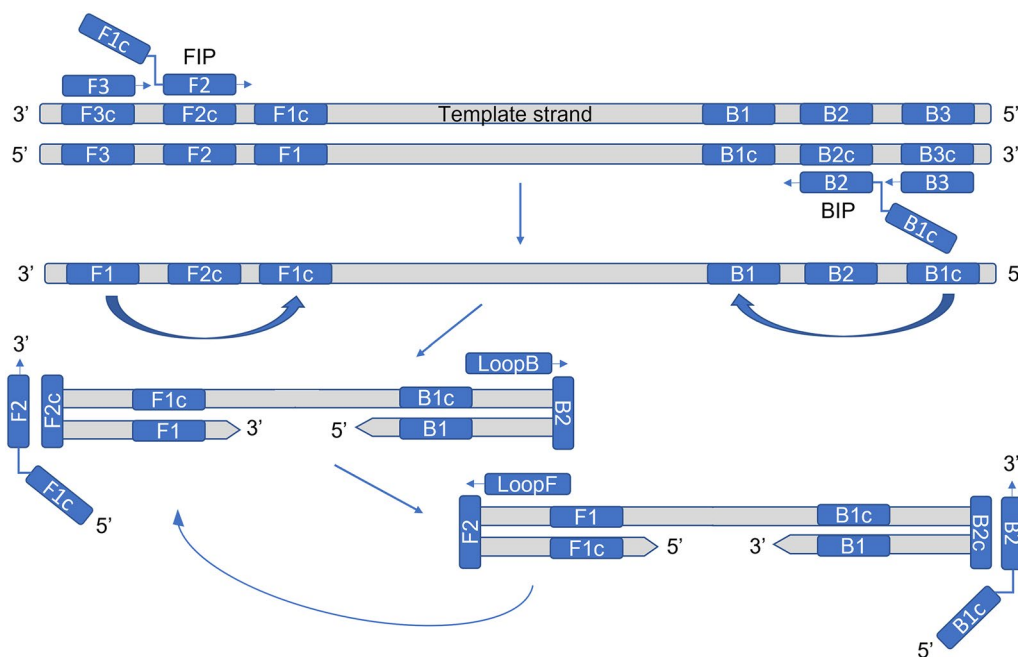 F1c
FIP
F3
F2
3’
F3c
F2c
F1c
Template strand
B1
B2
B3
5’
5’
F3
F2
F1
B1c
B2c
B3c
3’
B2
B3
BIP
B1c
3’
F1
F2c
F1c
B1
B2
B1c
5’
3’
LoopB
F2
F2c
F1c
B1c
B2
F1
3’
5’
B1
F1c
5’
LoopF
3’
F2
F1
B1c
B2c
B2
F1c
5’
3’
B1
B1c
5’